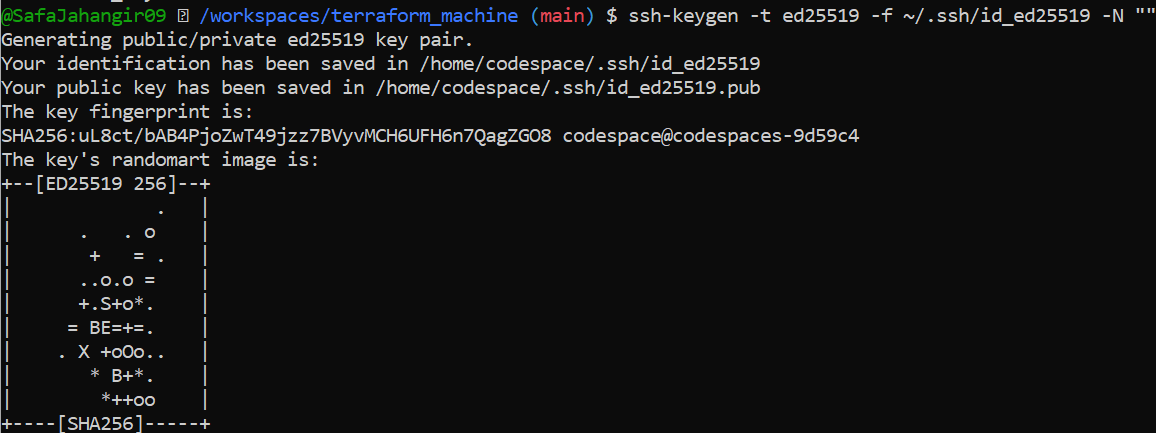 @SafaJahangir09 /workspaces/terraform_machine (main) $ ssh-keygen -t ed25519 -f ~/.ssh/id_ed25519 -N ""
Generating public/private ed25519 key pair.
Your identification has been saved in /home/codespace/.ssh/id_ed25519
Your public key has been saved in /home/codespace/.ssh/id_ed25519.pub
The key fingerprint is:
SHA256:uL8ct/bAB4PjoZwT49jzz7BVyvMCH6UFH6n7QagZGO8 codespace@codespaces-9d59c4
The key's randomart image is:
+--[ED25519 256]--+
|             .   |
|      .   . o    |
|       +   = .   |
|      ..o.o =    |
|      +.S+o*.    |
|     = BE=+=.    |
|    . X +oOo..   |
|       * B+*.    |
|        *++oo    |
+----[SHA256]-----+